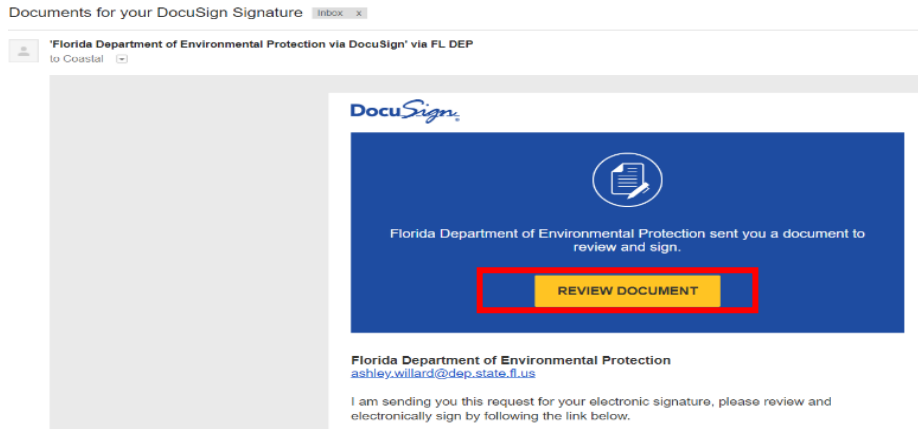 Documents for your DocuSign Signature Inbox x
'Florida Department of Environmental Protection via DocuSign' via FL DEP
to Coastal
DocuSign
Florida Department of Environmental Protection sent you a document to
review and sign.
REVIEW DOCUMENT
Florida Department of Environmental Protection
ashley.willard@dep.state.fl.us
I am sending you this request for your electronic signature, please review and
electronically sign by following the link below.